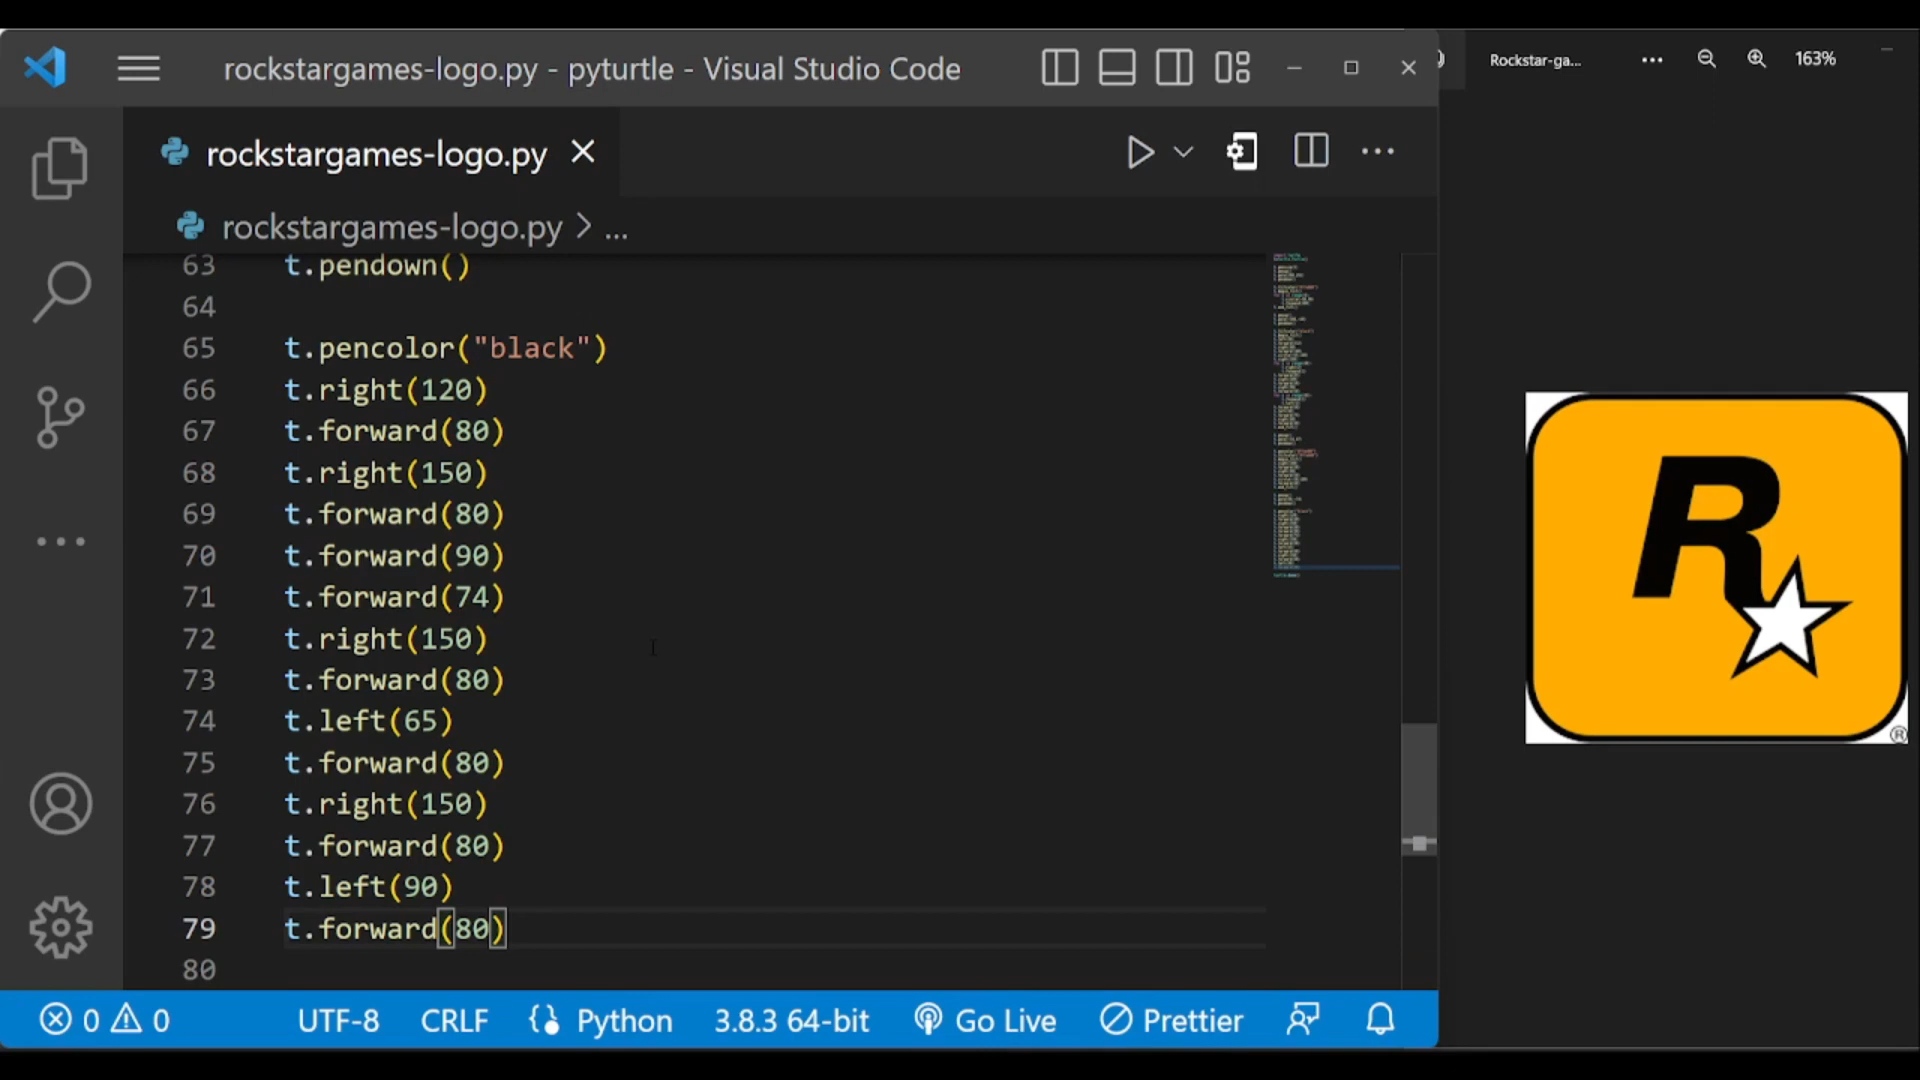 rockstargames-logo.py - pyturtle - Visual Studio Code
Rockstar-ga...
163%
rockstargames-logo.py
rockstargames-logo.py > ...
63 t.pendown()
64
65 t.pencolor("black")
66 t.right(120)
67 t.forward(80)
68 t.right(150)
69 t.forward(80)
70 t.forward(90)
71 t.forward(74)
72 t.right(150)
73 t.forward(80)
74 t.left(65)
75 t.forward(80)
76 t.right(150)
77 t.forward(80)
78 t.left(90)
79 t.forward(80)
80
R
®
0 0 UTF-8 CRLF Python 3.8.3 64-bit Go Live Prettier